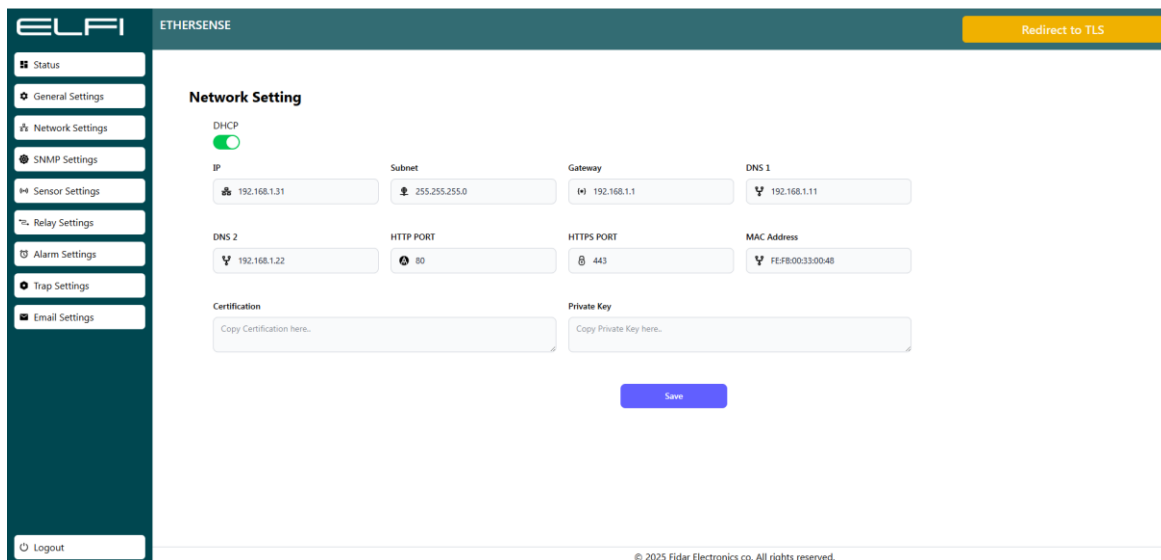 ELFI
ETHERSENSE
Redirect to TLS
Status
General Settings
Network Settings
SNMP Settings
Sensor Settings
Relay Settings
Alarm Settings
Trap Settings
Email Settings
Logout
Network Setting
DHCP
IP Subnet Gateway DNS 1
192.168.1.31 255.255.255.0 192.168.1.1 192.168.1.11
DNS 2 HTTP PORT HTTPS PORT MAC Address
192.168.1.22 80 443 FE:FB:00:33:00:48
Certification Private Key
Copy Certification here.. Copy Private Key here..
Save
© 2025 Fidar Electronics co. All rights reserved.